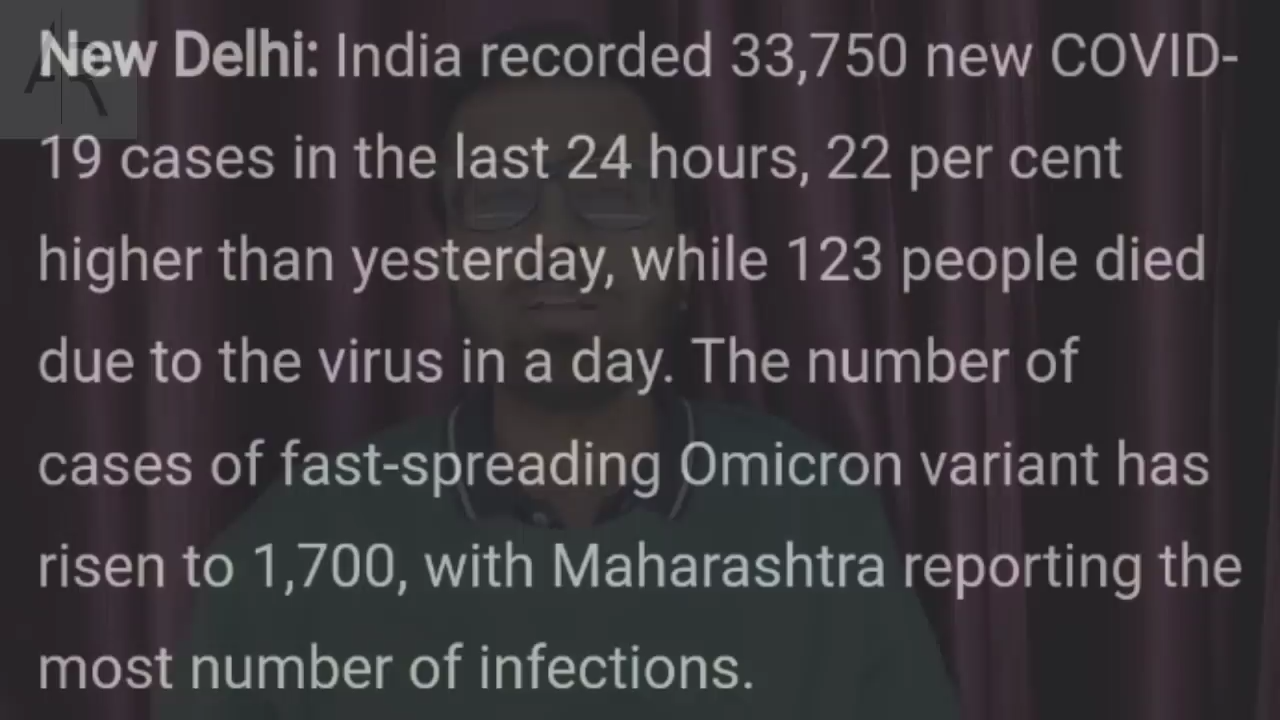 New Delhi: India recorded 33,750 new COVID-
19 cases in the last 24 hours, 22 per cent
higher than yesterday, while 123 people died
due to the virus in a day. The number of
cases of fast-spreading Omicron variant has
risen to 1,700, with Maharashtra reporting the
most number of infections.